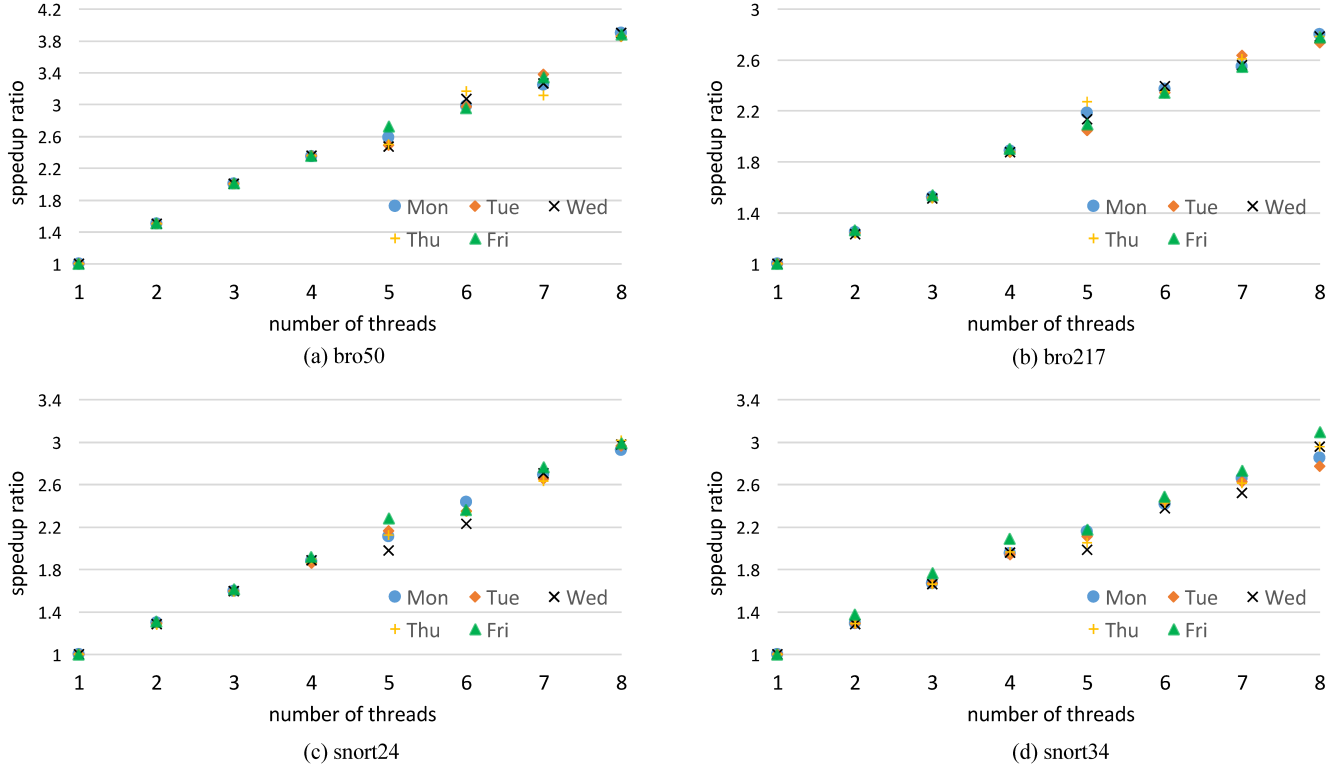 4.2
3.8
3.4
3
2.6
2.2
1.8
1.4
1
sppedup ratio
Mon Tue Wed
Thu Fri
1 2 3 4 5 6 7 8
number of threads
(a) bro50
3
2.6
2.2
1.8
1.4
1
sppedup ratio
Mon Tue Wed
Thu Fri
1 2 3 4 5 6 7 8
number of threads
(b) bro217
3.4
3
2.6
2.2
1.8
1.4
1
sppedup ratio
Mon Tue Wed
Thu Fri
1 2 3 4 5 6 7 8
number of threads
(c) snort24
3.4
3
2.6
2.2
1.8
1.4
1
sppedup ratio
Mon Tue Wed
Thu Fri
1 2 3 4 5 6 7 8
number of threads
(d) snort34